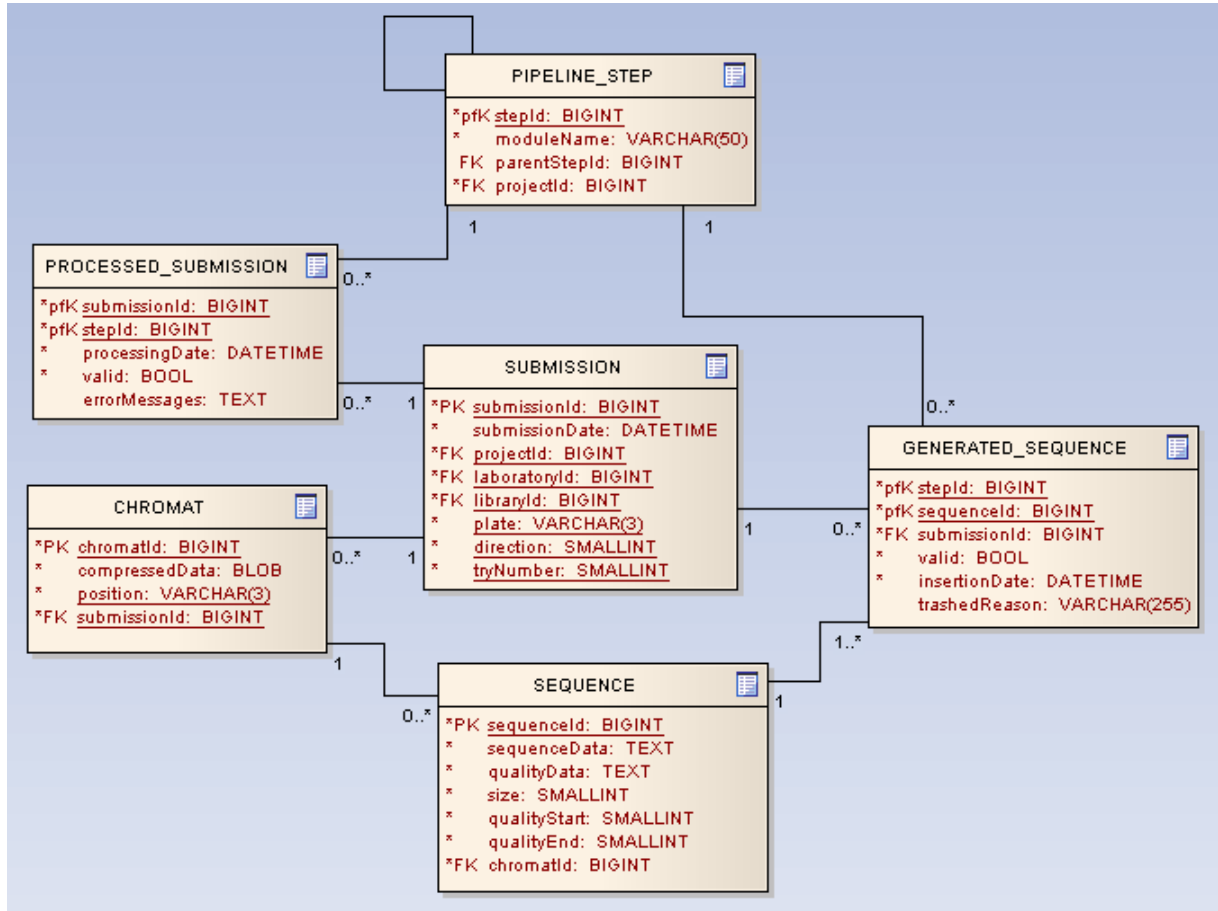 PIPELINE_STEP
*pfK stepId: BIGINT
* moduleName: VARCHAR(50)
FK parentStepId: BIGINT
*FK projectId: BIGINT
1
1
PROCESSED_SUBMISSION
*pfK submissionId: BIGINT
*pfK stepId: BIGINT
* processingDate: DATETIME
* valid: BOOL
errorMessages: TEXT
0..*
0..*
1
SUBMISSION
*PK submissionId: BIGINT
* submissionDate: DATETIME
*FK projectId: BIGINT
*FK laboratoryId: BIGINT
*FK libraryId: BIGINT
* plate: VARCHAR(3)
* direction: SMALLINT
* tryNumber: SMALLINT
0..*
GENERATED_SEQUENCE
*pfK stepId: BIGINT
*pfK sequenceId: BIGINT
*FK submissionId: BIGINT
* valid: BOOL
* insertionDate: DATETIME
trashedReason: VARCHAR(255)
1
0..*
1..*
CHROMAT
*PK chromatId: BIGINT
* compressedData: BLOB
* position: VARCHAR(3)
*FK submissionId: BIGINT
0..*
1
1
0..*
SEQUENCE
*PK sequenceId: BIGINT
* sequenceData: TEXT
* qualityData: TEXT
* size: SMALLINT
* qualityStart: SMALLINT
* qualityEnd: SMALLINT
*FK chromatId: BIGINT
1